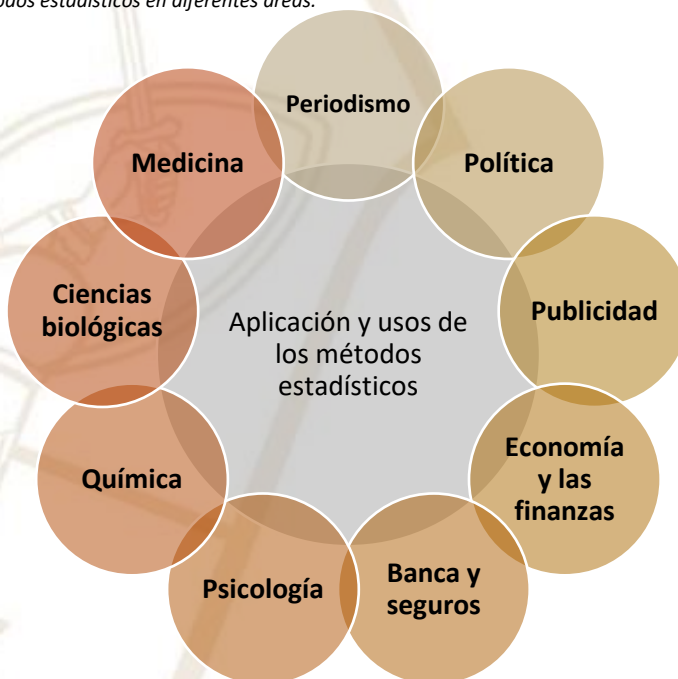 odos estadísticos en diferentes áreas.
Periodismo
Política
Publicidad
Economía
y las
finanzas
Banca y
seguros
Psicología
Química
Ciencias
biológicas
Medicina
Aplicación y usos de
los métodos
estadísticos